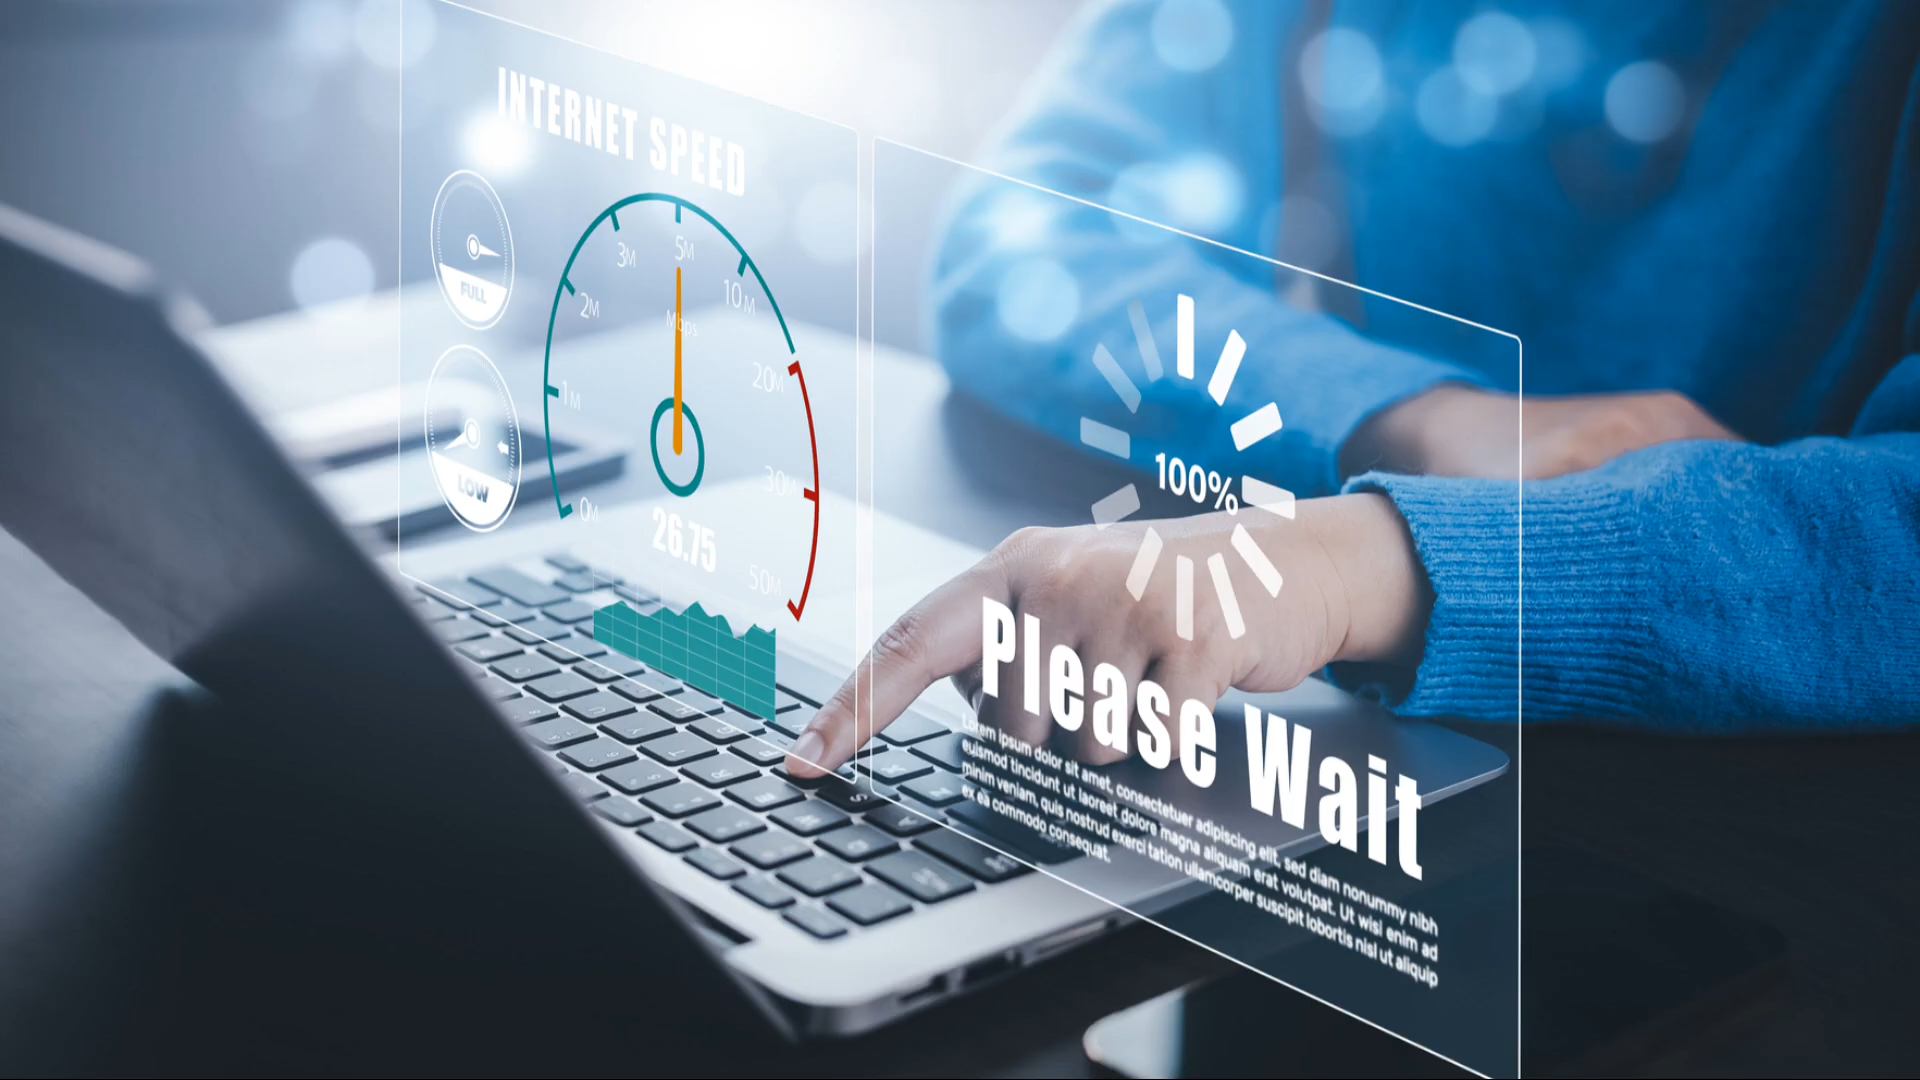 INTERNET SPEED
FULL
LOW
0M
1M
2M
3M
5M
10M
20M
30M
50M
Mbps
26.75
100%
Please Wait
Lorem ipsum dolor sit amet, consectetuer adipiscing elit, sed diam nonummy nibh
euismod tincidunt ut laoreet dolore magna aliquam erat volutpat. Ut wisi enim ad
minim veniam, quis nostrud exerci tation ullamcorper suscipit lobortis nisl ut aliquip
ex ea commodo consequat.